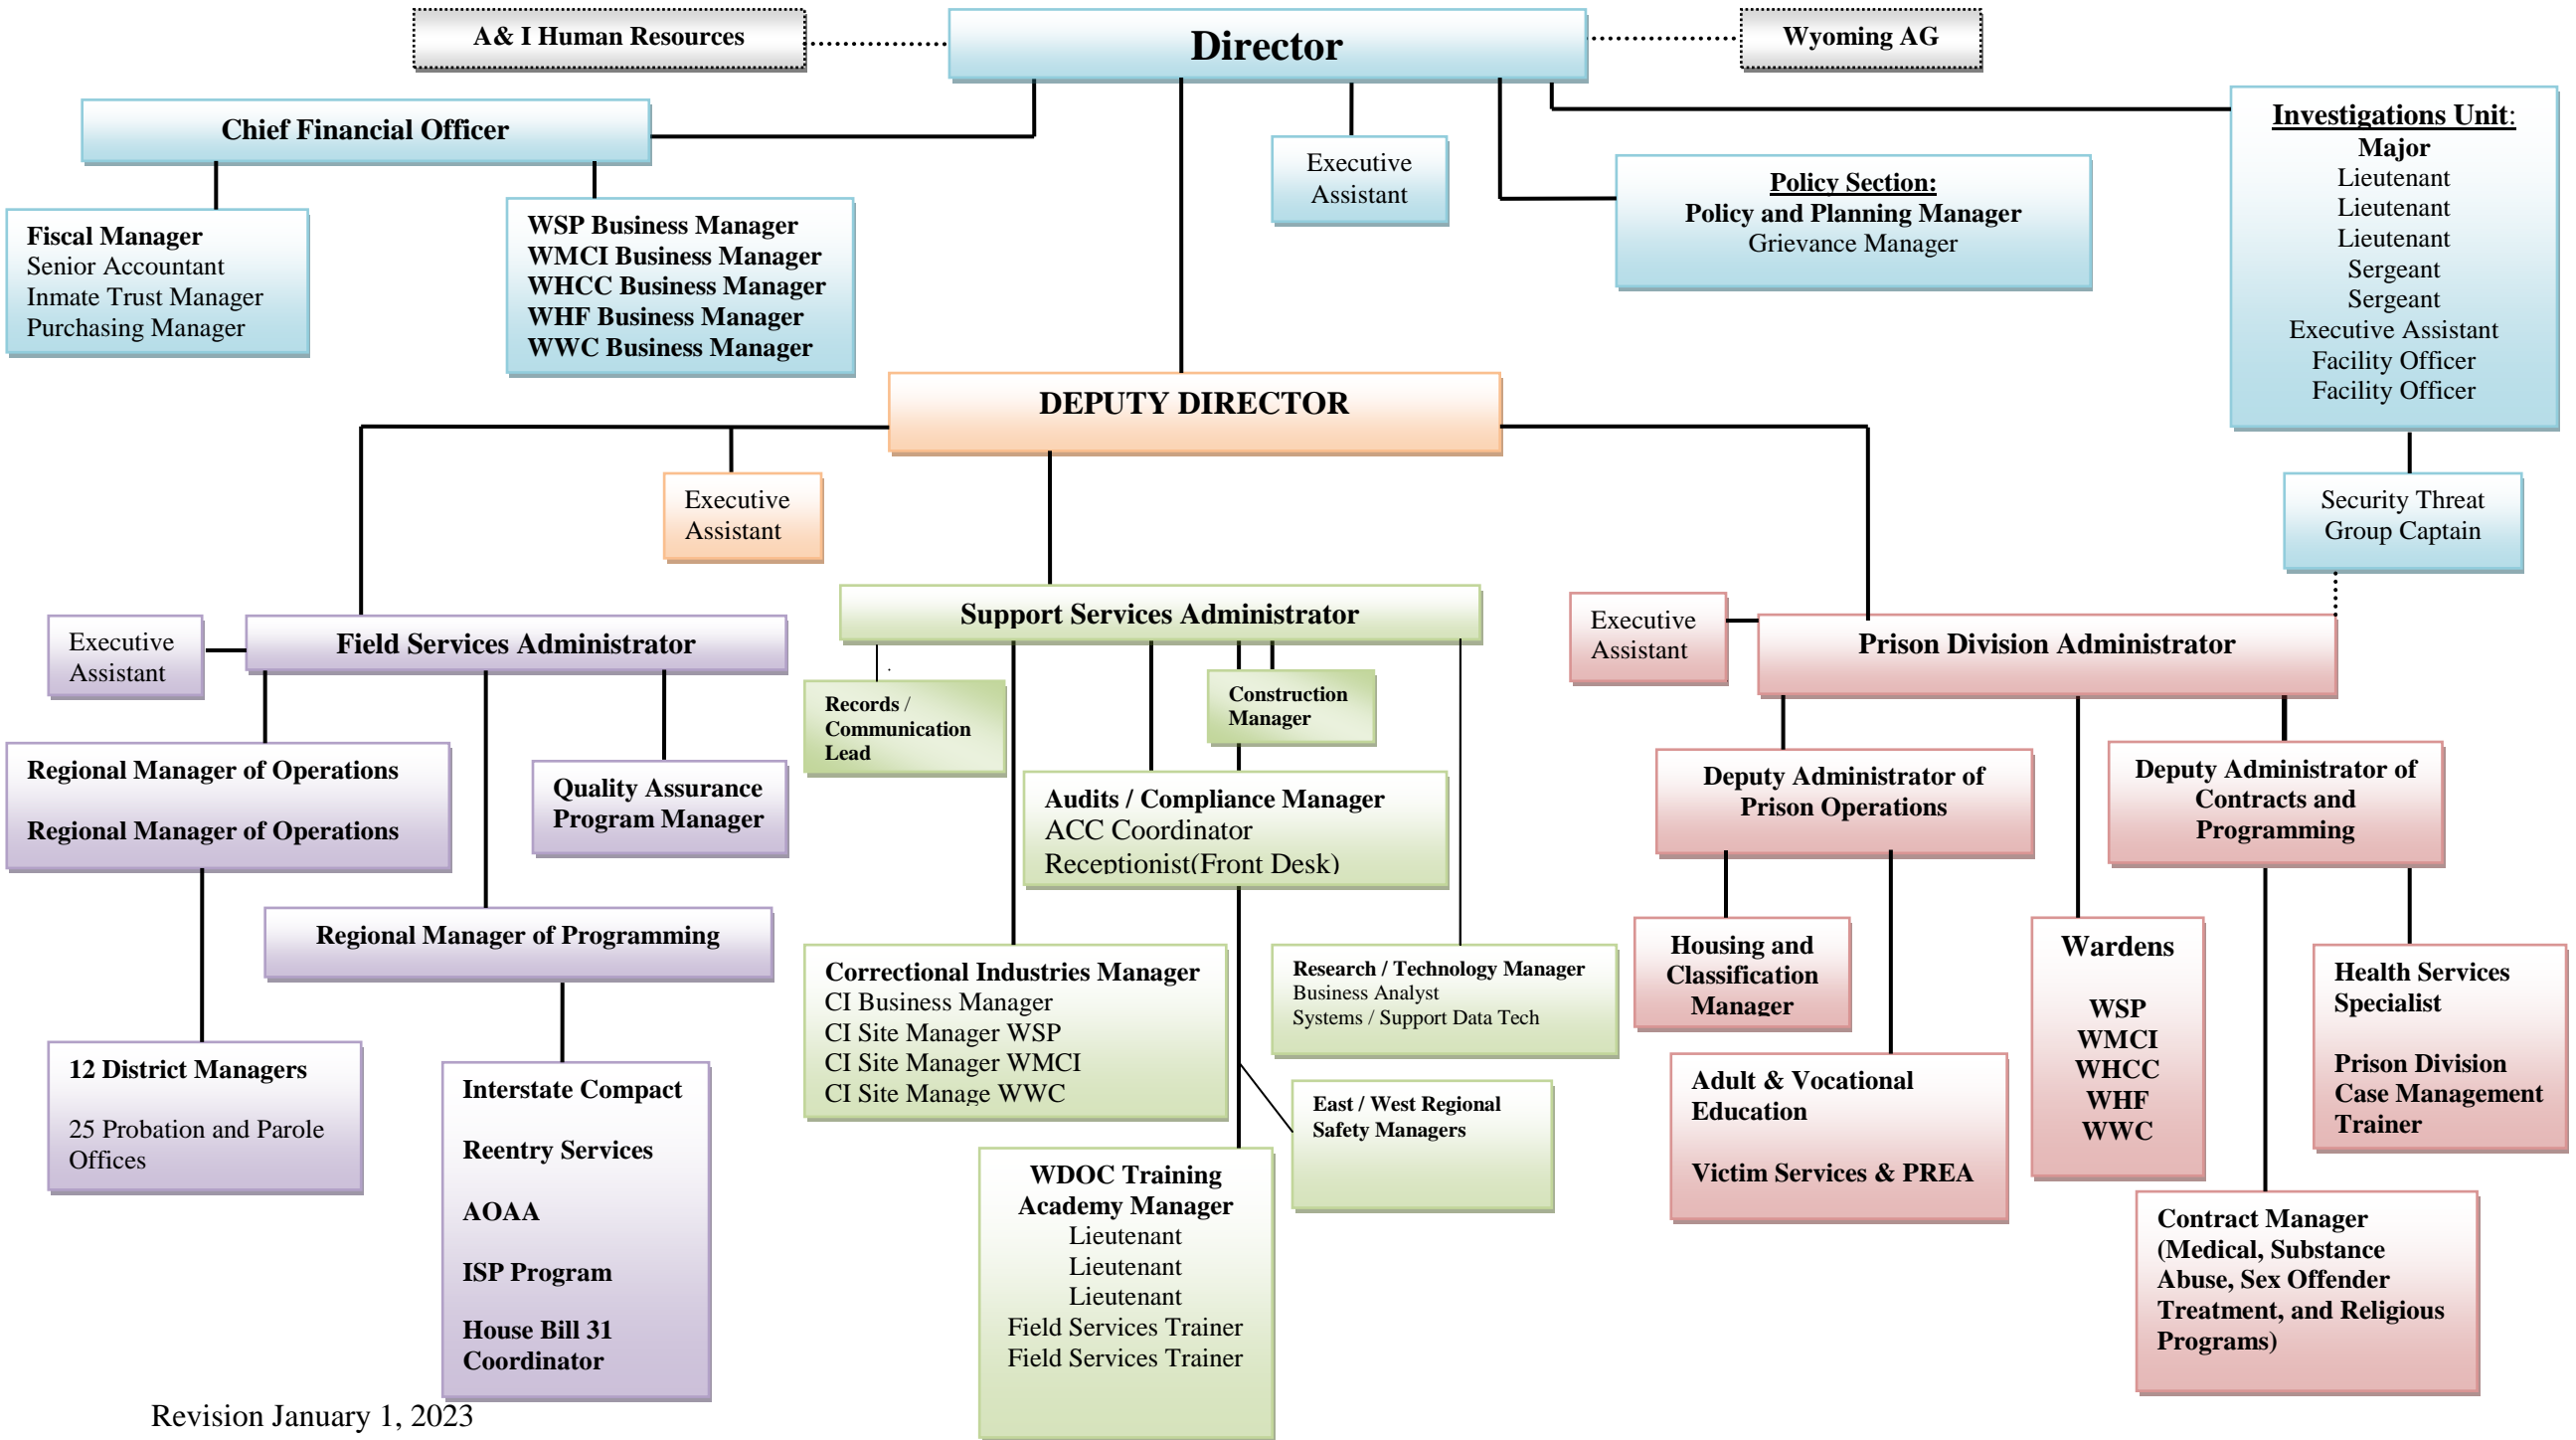 A& I Human Resources
Director
Wyoming AG
Chief Financial Officer
Executive
Assistant
Policy Section:
Policy and Planning Manager
Grievance Manager
Investigations Unit:
Major
Lieutenant
Lieutenant
Lieutenant
Sergeant
Sergeant
Executive Assistant
Facility Officer
Facility Officer
Fiscal Manager
Senior Accountant
Inmate Trust Manager
Purchasing Manager
WSP Business Manager
WMCI Business Manager
WHCC Business Manager
WHF Business Manager
WWC Business Manager
DEPUTY DIRECTOR
Executive
Assistant
Security Threat
Group Captain
Executive
Assistant
Field Services Administrator
Support Services Administrator
Executive
Assistant
Prison Division Administrator
Records /
Communication
Lead
Construction
Manager
Regional Manager of Operations
Regional Manager of Operations
Quality Assurance
Program Manager
Audits / Compliance Manager
ACC Coordinator
Receptionist(Front Desk)
Deputy Administrator of
Prison Operations
Deputy Administrator of
Contracts and
Programming
Regional Manager of Programming
Correctional Industries Manager
CI Business Manager
CI Site Manager WSP
CI Site Manager WMCI
CI Site Manage WWC
Research / Technology Manager
Business Analyst
Systems / Support Data Tech
Housing and
Classification
Manager
Wardens
WSP
WMCI
WHCC
WHF
WWC
Health Services
Specialist
Prison Division
Case Management
Trainer
12 District Managers
25 Probation and Parole
Offices
Interstate Compact
Reentry Services
AOAA
ISP Program
House Bill 31
Coordinator
East / West Regional
Safety Managers
Adult & Vocational
Education
Victim Services & PREA
WDOC Training
Academy Manager
Lieutenant
Lieutenant
Lieutenant
Field Services Trainer
Field Services Trainer
Contract Manager
(Medical, Substance
Abuse, Sex Offender
Treatment, and Religious
Programs)
Revision January 1, 2023